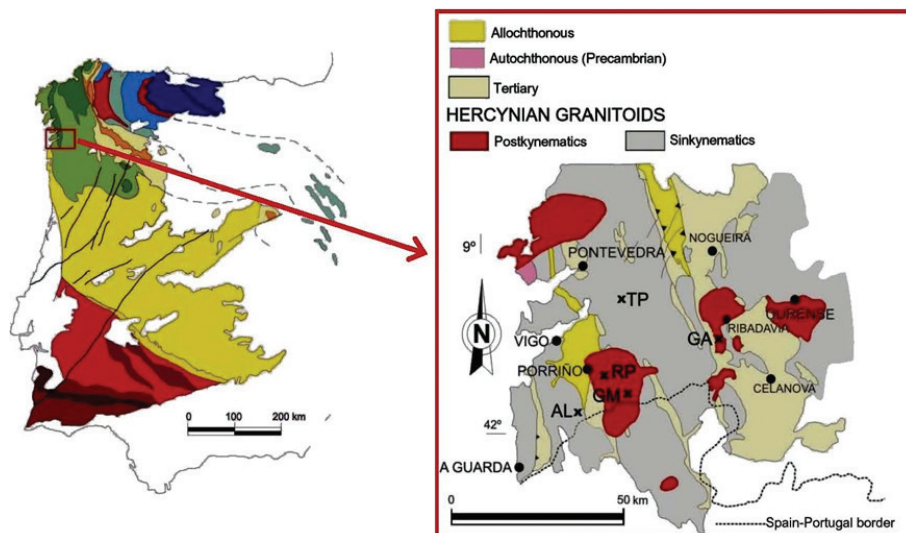 Allochthonous
Autochthonous (Precambrian)
Tertiary
HERCYNIAN GRANITOIDS
Postkynematics
Sinkynematics
9º
NOGUEIRA
PONTEVEDRA
TP
OURENSE
RIBADAVIA
N
VIGO
GA
PORRIÑO
RP
CELANOVA
GM
AL
42º
A GUARDA
0 100 200 km
0 50 km
Spain-Portugal border